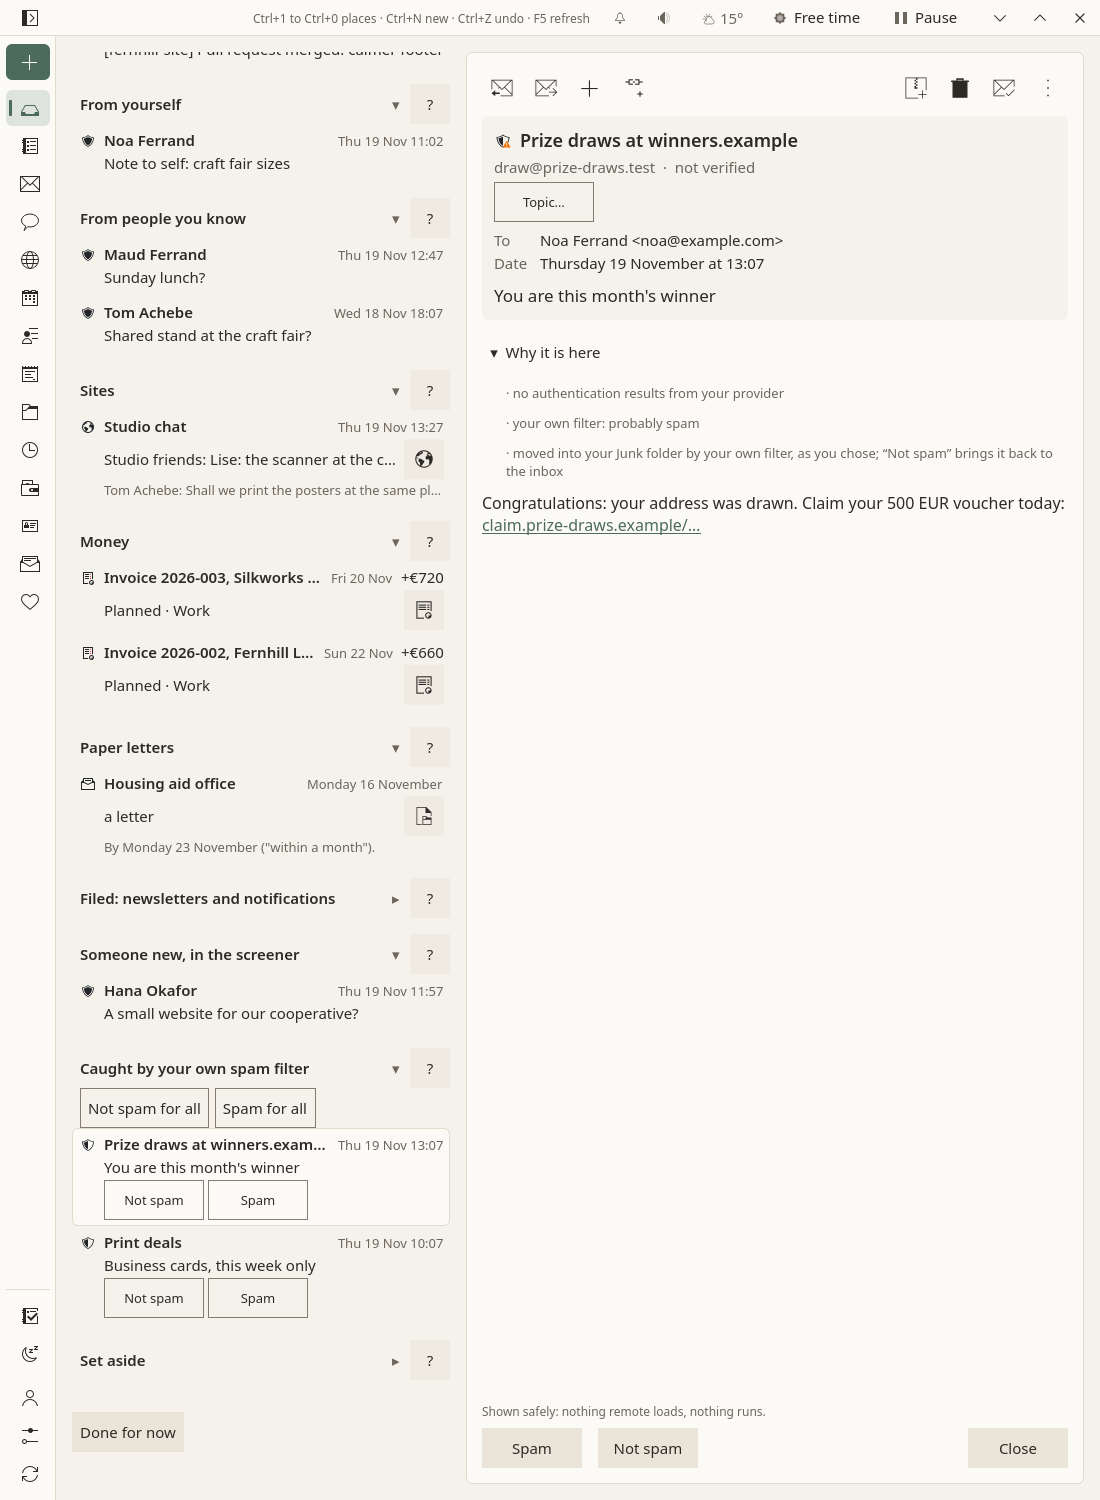 Ctrl+1 to Ctrl+0 places · Ctrl+N new · Ctrl+Z undo · F5 refresh
15°
Free time
Pause
[fernhill-site] Pull request merged: calmer footer
From yourself
?
Noa Ferrand
Thu 19 Nov 11:02
Note to self: craft fair sizes
From people you know
?
Maud Ferrand
Thu 19 Nov 12:47
Sunday lunch?
Tom Achebe
Wed 18 Nov 18:07
Shared stand at the craft fair?
Sites
?
Studio chat
Thu 19 Nov 13:27
Studio friends: Lise: the scanner at the c...
Tom Achebe: Shall we print the posters at the same pl...
Money
?
Invoice 2026-003, Silkworks ...
Fri 20 Nov
+€720
Planned · Work
Invoice 2026-002, Fernhill L...
Sun 22 Nov
+€660
Planned · Work
Paper letters
?
Housing aid office
Monday 16 November
a letter
By Monday 23 November ("within a month").
Filed: newsletters and notifications
?
Someone new, in the screener
?
Hana Okafor
Thu 19 Nov 11:57
A small website for our cooperative?
Caught by your own spam filter
?
Not spam for all
Spam for all
Prize draws at winners.exam...
Thu 19 Nov 13:07
You are this month's winner
Not spam
Spam
Print deals
Thu 19 Nov 10:07
Business cards, this week only
Not spam
Spam
Set aside
?
Done for now
Prize draws at winners.example
draw@prize-draws.test · not verified
Topic...
To Noa Ferrand <noa@example.com>
Date Thursday 19 November at 13:07
You are this month's winner
Why it is here
· no authentication results from your provider
· your own filter: probably spam
· moved into your Junk folder by your own filter, as you chose; “Not spam” brings it back to
the inbox
Congratulations: your address was drawn. Claim your 500 EUR voucher today:
claim.prize-draws.example/...
Shown safely: nothing remote loads, nothing runs.
Spam
Not spam
Close